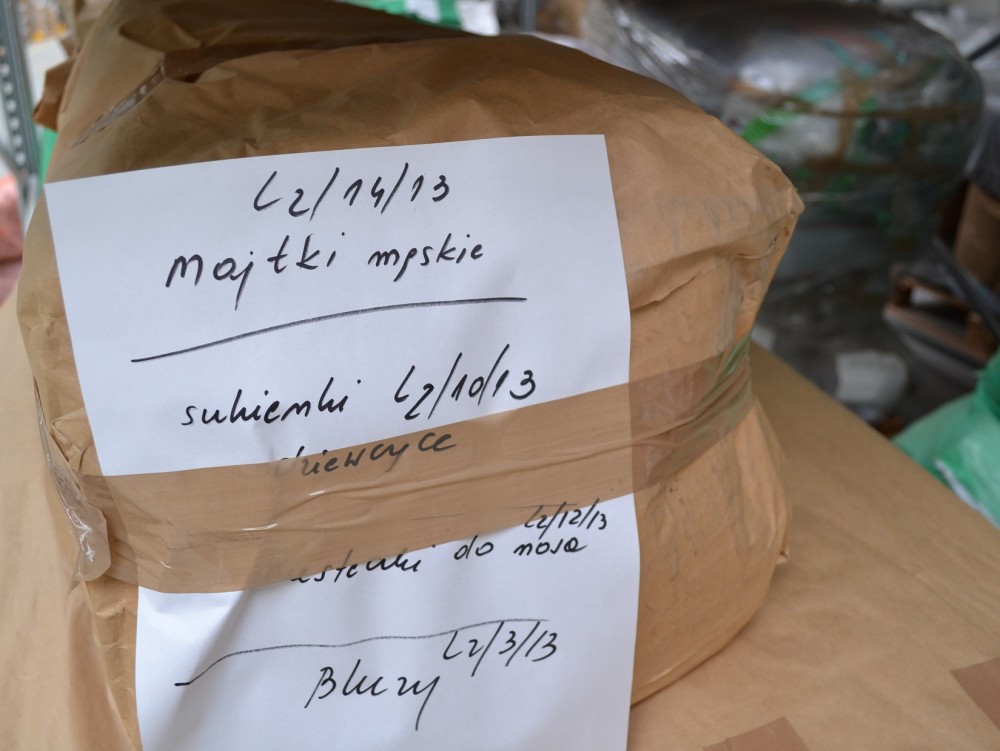 L2/14/13
Majtki męskie
sukienki L2/10/13
dziewczyce
L2/12/13
do nosa
L2/3/13
Bluzy